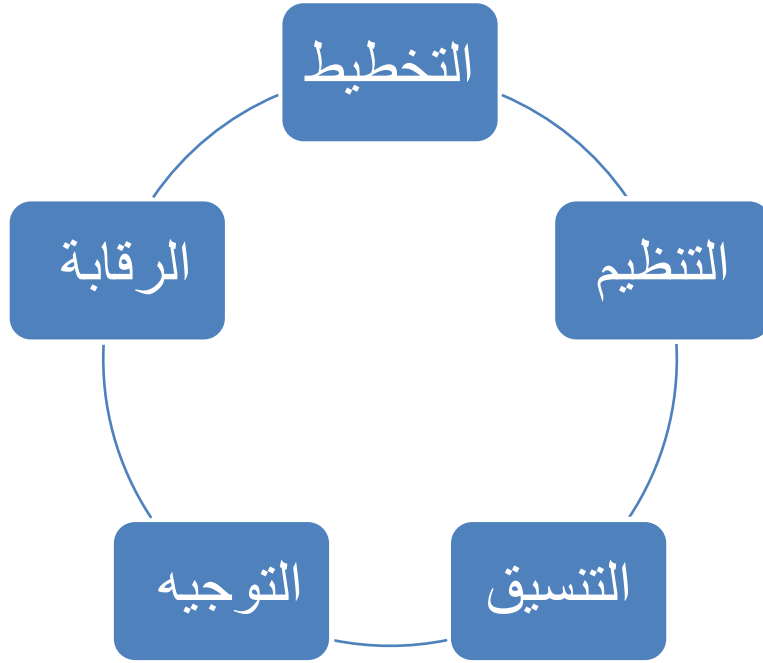 التخطيط
التنظيم
التنسيق
التوجيه
الرقابة